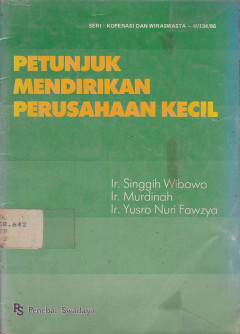 SERI : KOPERASI DAN WIRASWASTA – II/134/86
PETUNJUK
MENDIRIKAN
PERUSAHAAN KECIL
Ir. Singgih Wibowo
Ir. Murdinah
Ir. Yusro Nuri Fawzya
PS Penebar Swadaya